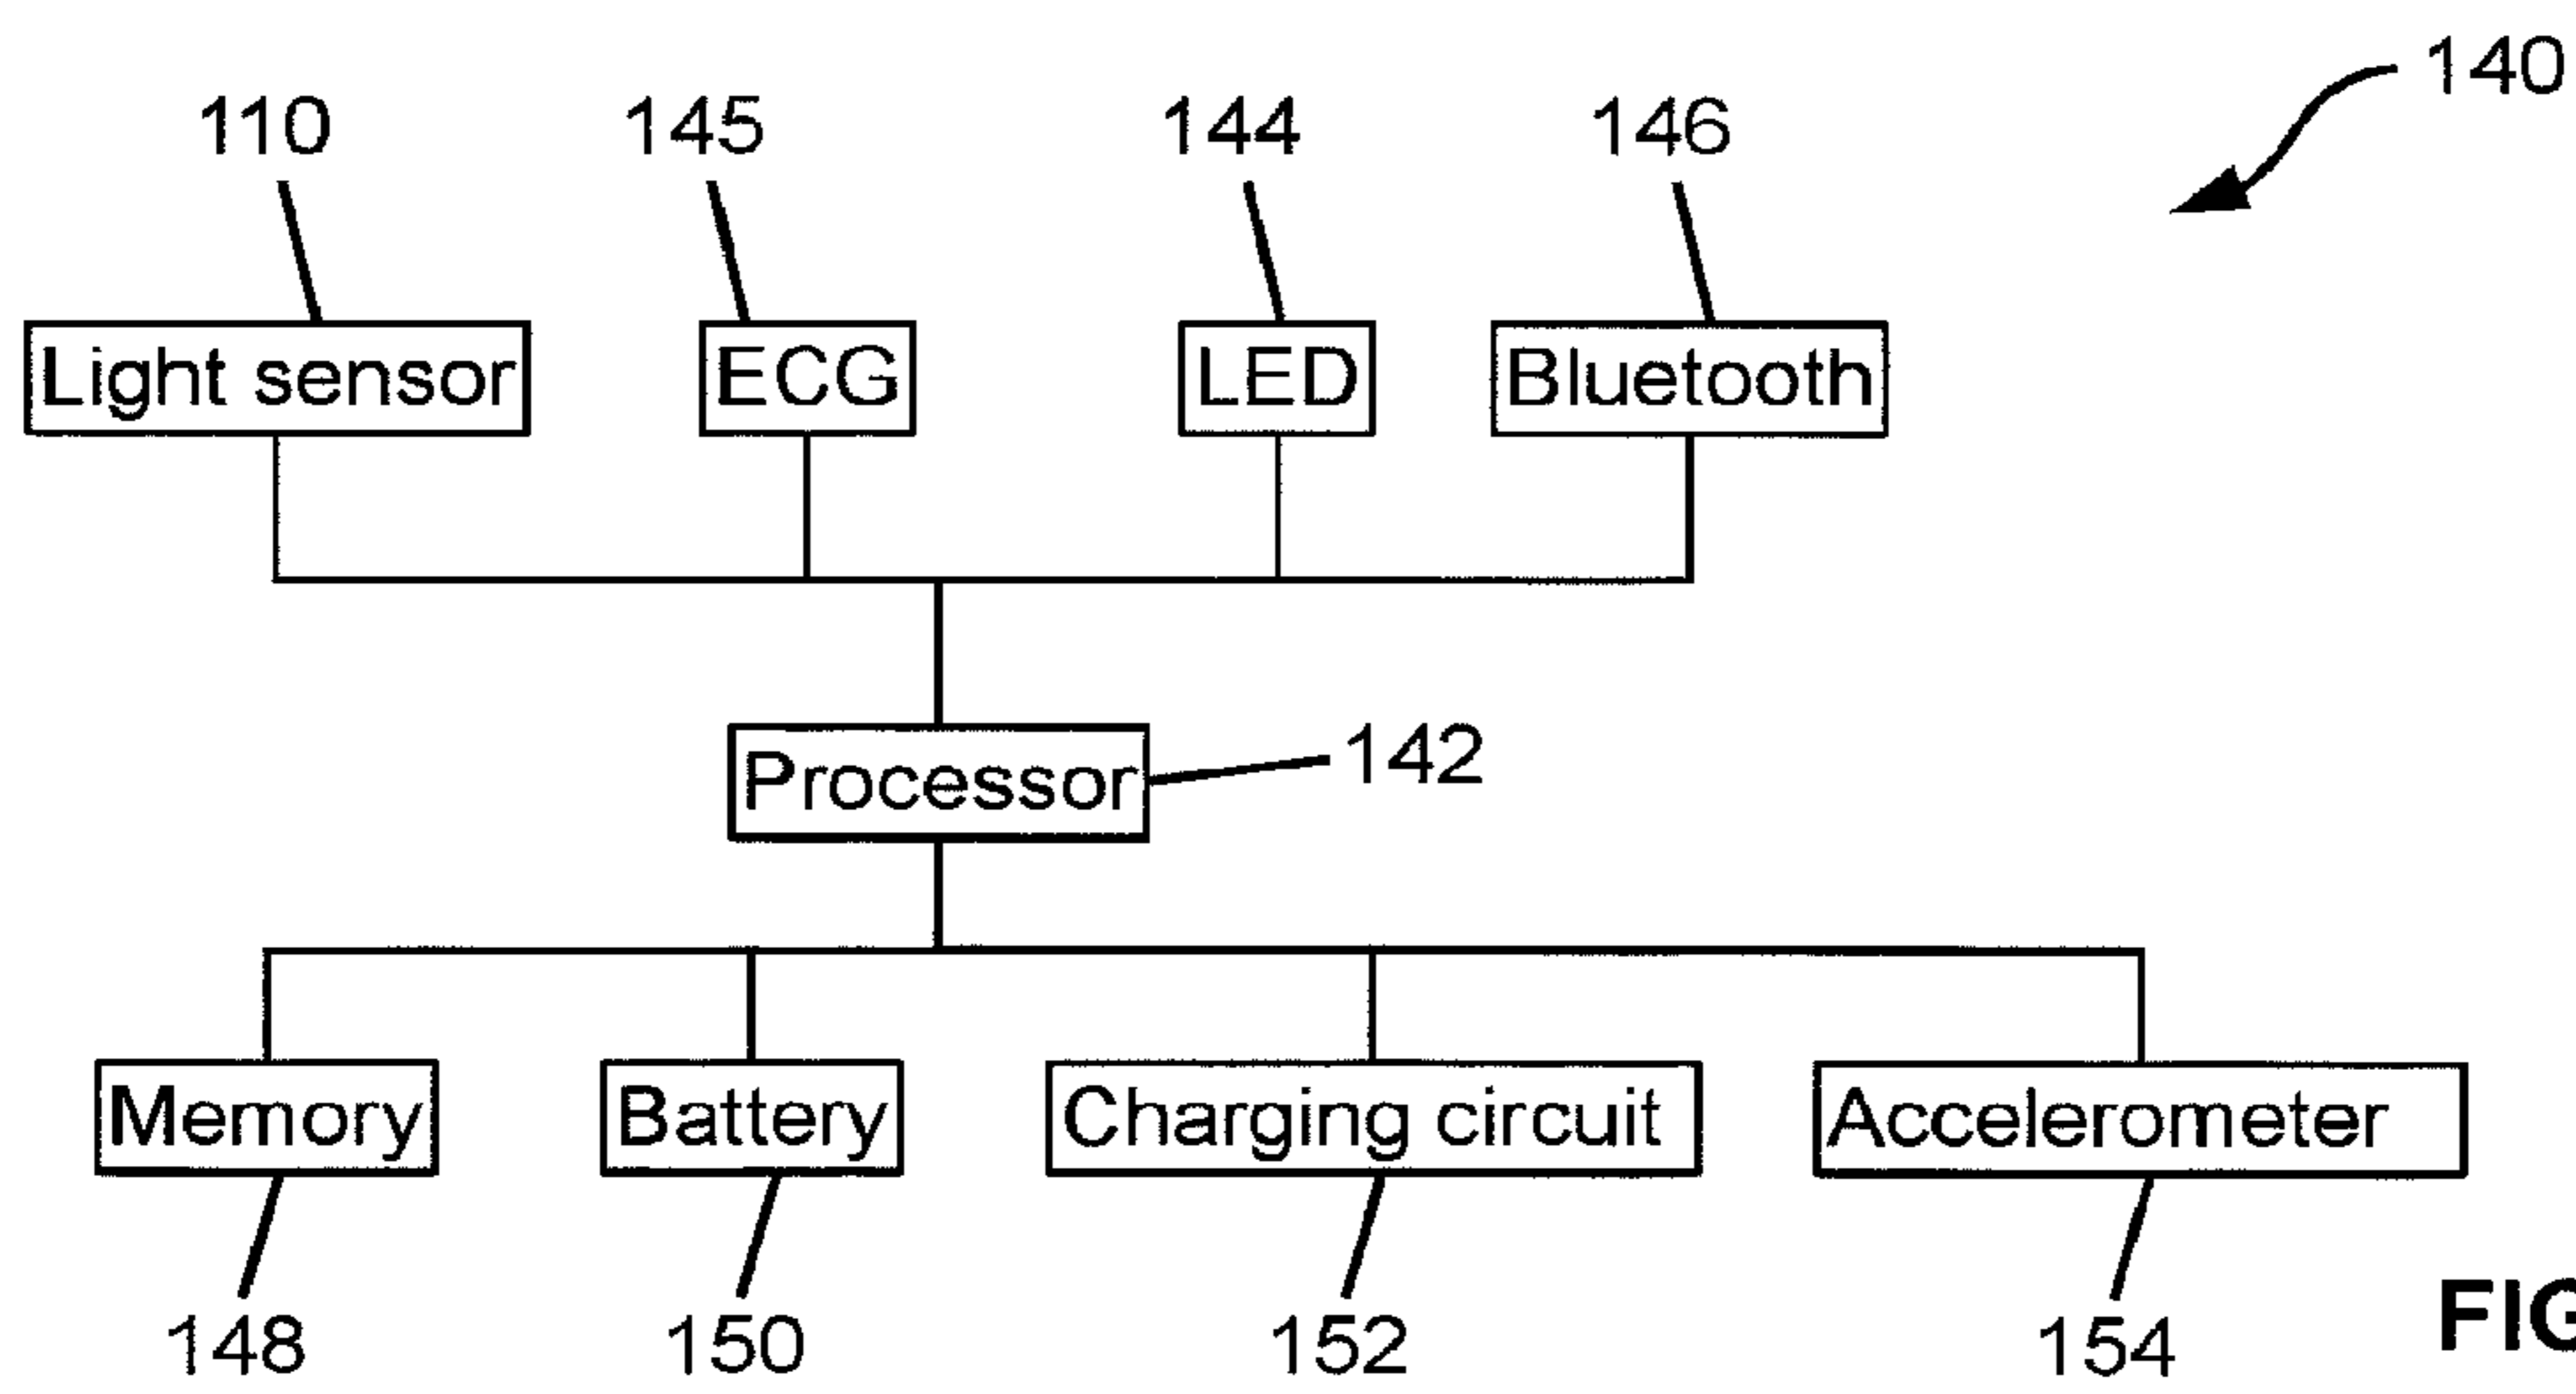 140
110 145 144 146
Light sensor ECG LED Bluetooth
Processor 142
Memory Battery Charging circuit Accelerometer
148 150 152 154
FIG